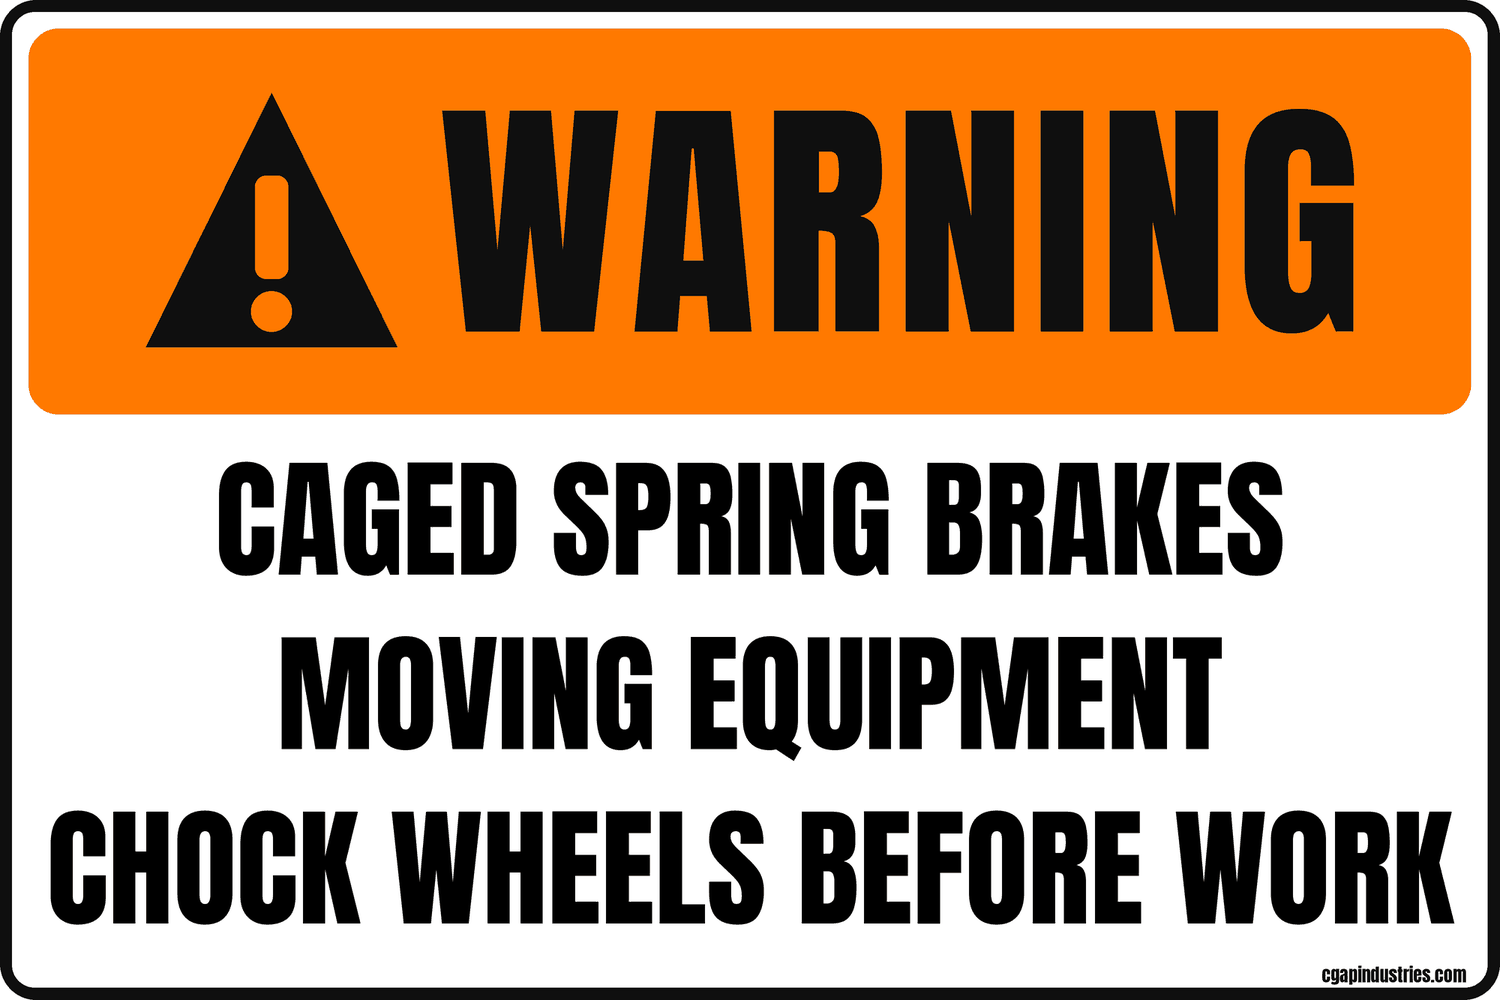 WARNING
CAGED SPRING BRAKES
MOVING EQUIPMENT
CHOCK WHEELS BEFORE WORK
cgapindustries.com